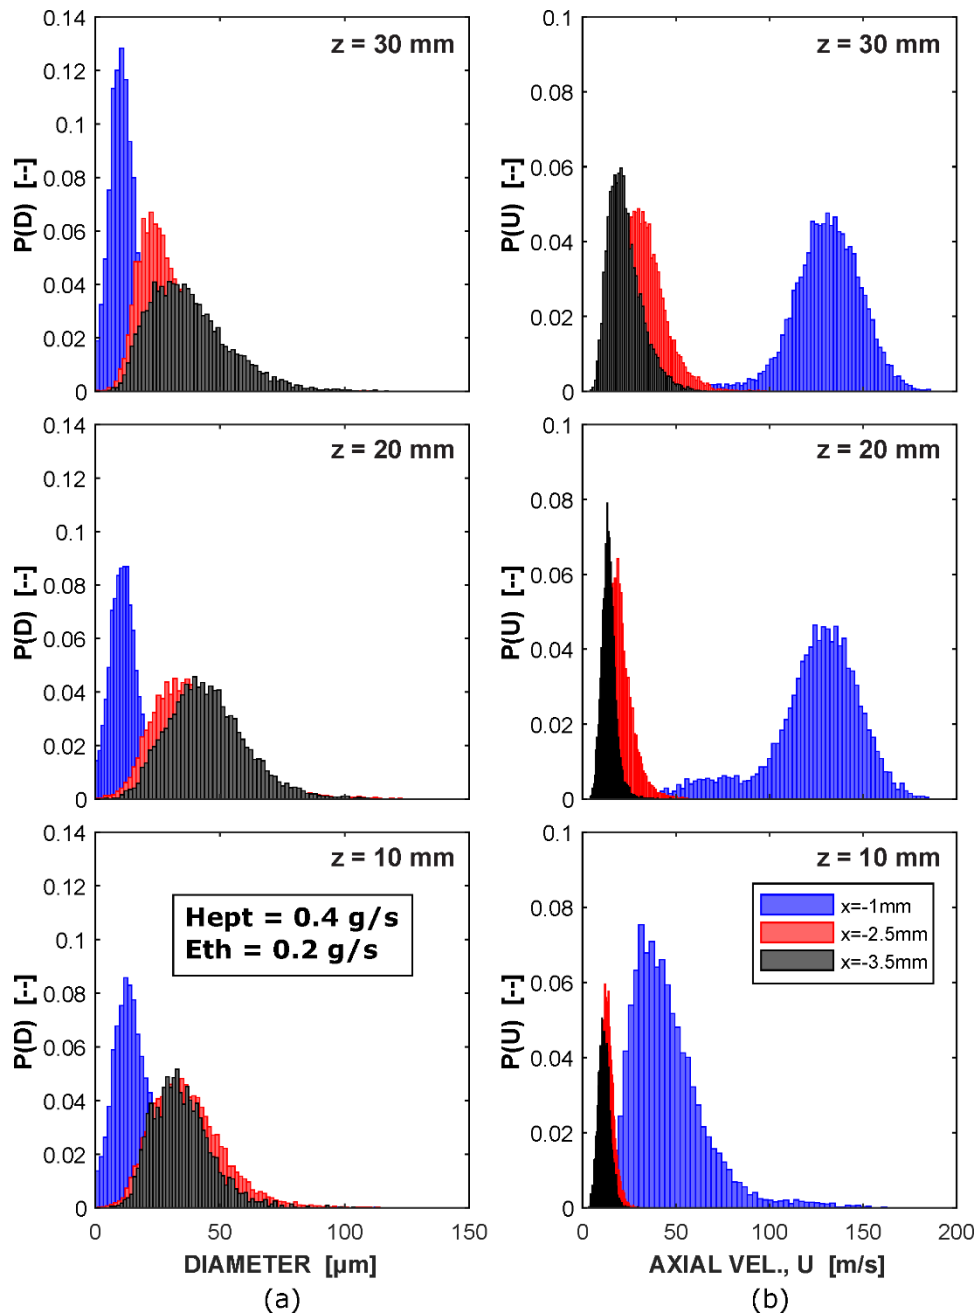 0.14
0.12
0.1
0.08
0.06
0.04
0.02
0
P(D) [--]
z = 30 mm
0.1
0.08
0.06
0.04
0.02
0
P(U) [--]
z = 30 mm
0.14
0.12
0.1
0.08
0.06
0.04
0.02
0
P(D) [--]
z = 20 mm
0.1
0.08
0.06
0.04
0.02
0
P(U) [--]
z = 20 mm
0.14
0.12
0.1
0.08
0.06
0.04
0.02
0
P(D) [--]
z = 10 mm
Hept = 0.4 g/s
Eth = 0.2 g/s
0 50 100 150
DIAMETER [µm]
(a)
0.1
0.08
0.06
0.04
0.02
0
P(U) [--]
z = 10 mm
x=-1mm
x=-2.5mm
x=-3.5mm
0 50 100 150 200
AXIAL VEL., U [m/s]
(b)